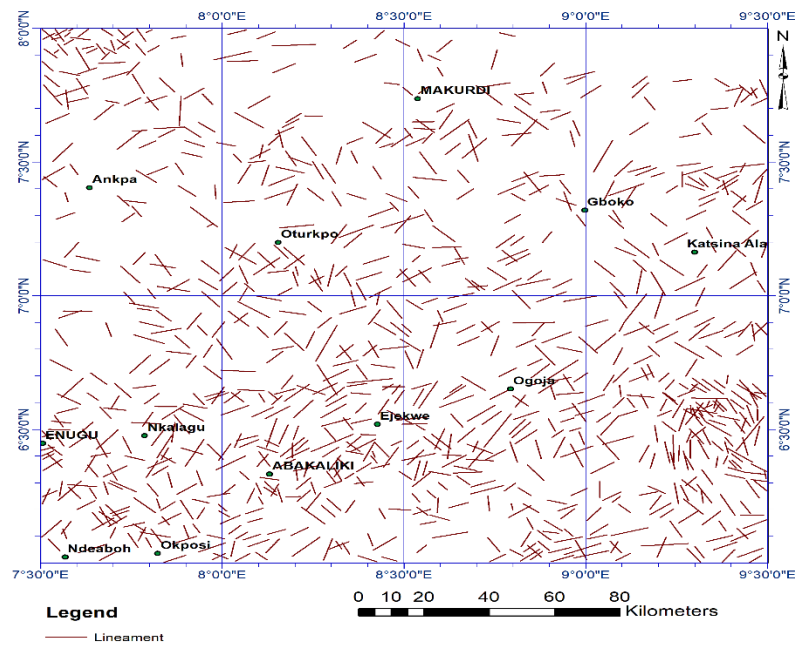 7°30'0"E 8°0'0"E 8°30'0"E 9°0'0"E 9°30'0"E
8°0'0"N
N
MAKURDI
7°30'0"N 7°30'0"N
Ankpa
Gboko
Oturkpo
Katsina Ala
7°0'0"N 7°0'0"N
Ogoja
Ejekwe
Nkalagu
ENUGU
6°30'0"N 6°30'0"N
ABAKALIKI
Okposi
Ndeaboh
7°30'0"E 8°0'0"E 8°30'0"E 9°0'0"E 9°30'0"E
Legend
0 10 20 40 60 80
Kilometers
Lineament